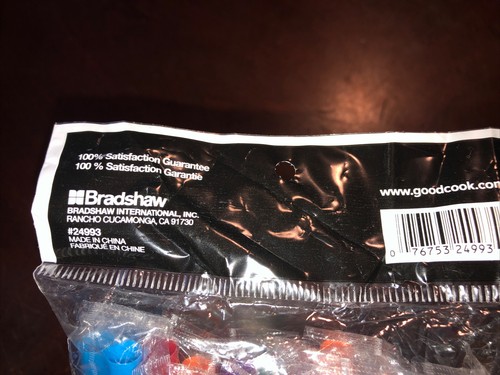 100% Satisfaction Guarantee
100 % Satisfaction Garantie
Bradshaw
BRADSHAW INTERNATIONAL, INC.
RANCHO CUCAMONGA, CA 91730
#24993
MADE IN CHINA
FABRIQUÉ EN CHINE
www.goodcook.com
0 76753 24993